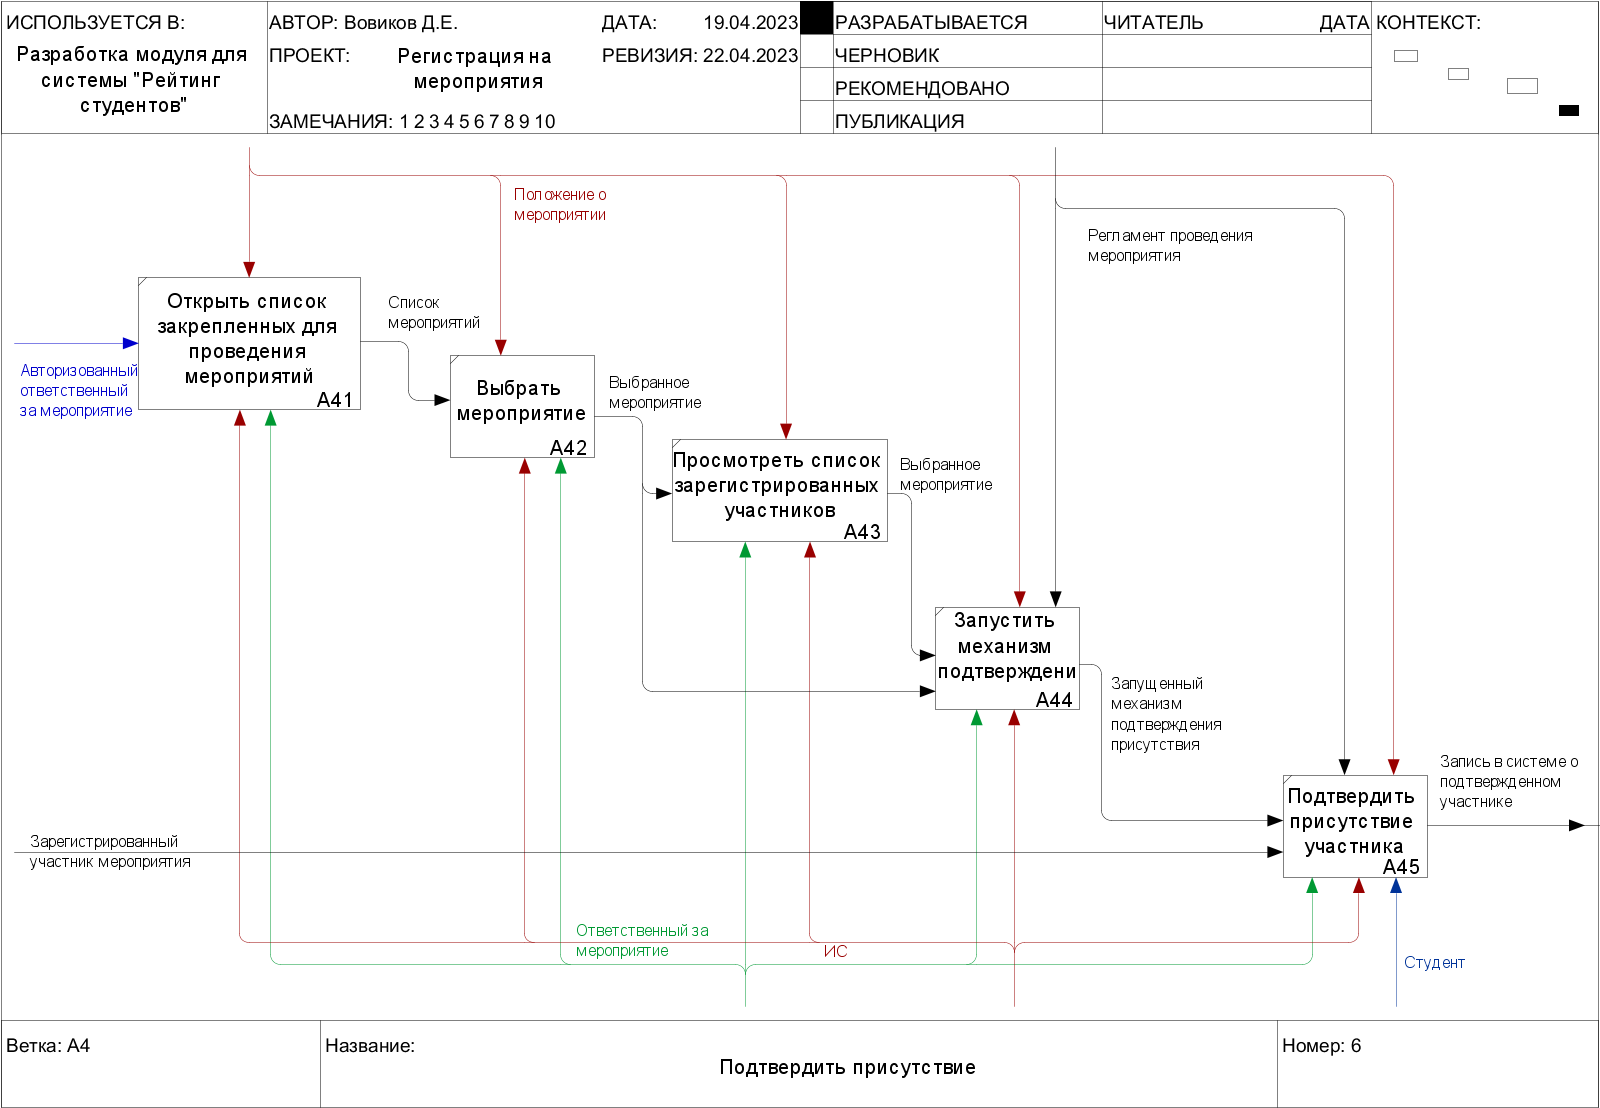 ИСПОЛЬЗУЕТСЯ В:
Разработка модуля для
системы "Рейтинг
студентов"
АВТОР: Вовиков Д.Е.
ДАТА: 19.04.2023
ПРОЕКТ: Регистрация на
мероприятия
РЕВИЗИЯ: 22.04.2023
ЗАМЕЧАНИЯ: 1 2 3 4 5 6 7 8 9 10
РАЗРАБАТЫВАЕТСЯ
ЧЕРНОВИК
РЕКОМЕНДОВАНО
ПУБЛИКАЦИЯ
ЧИТАТЕЛЬ ДАТА
КОНТЕКСТ:
Положение о
мероприятии
Регламент проведения
мероприятия
Открыть список
закрепленных для
проведения
мероприятий
A41
Список
мероприятий
Авторизованный
ответственный
за мероприятие
Выбрать
мероприятие
A42
Выбранное
мероприятие
Просмотреть список
зарегистрированных
участников
A43
Выбранное
мероприятие
Запустить
механизм
подтверждени
A44
Запущенный
механизм
подтверждения
присутствия
Подтвердить
присутствие
участника
A45
Запись в системе о
подтвержденном
участнике
Зарегистрированный
участник мероприятия
Ответственный за
мероприятие
ИС
Студент
Ветка: A4
Название:
Подтвердить присутствие
Номер: 6